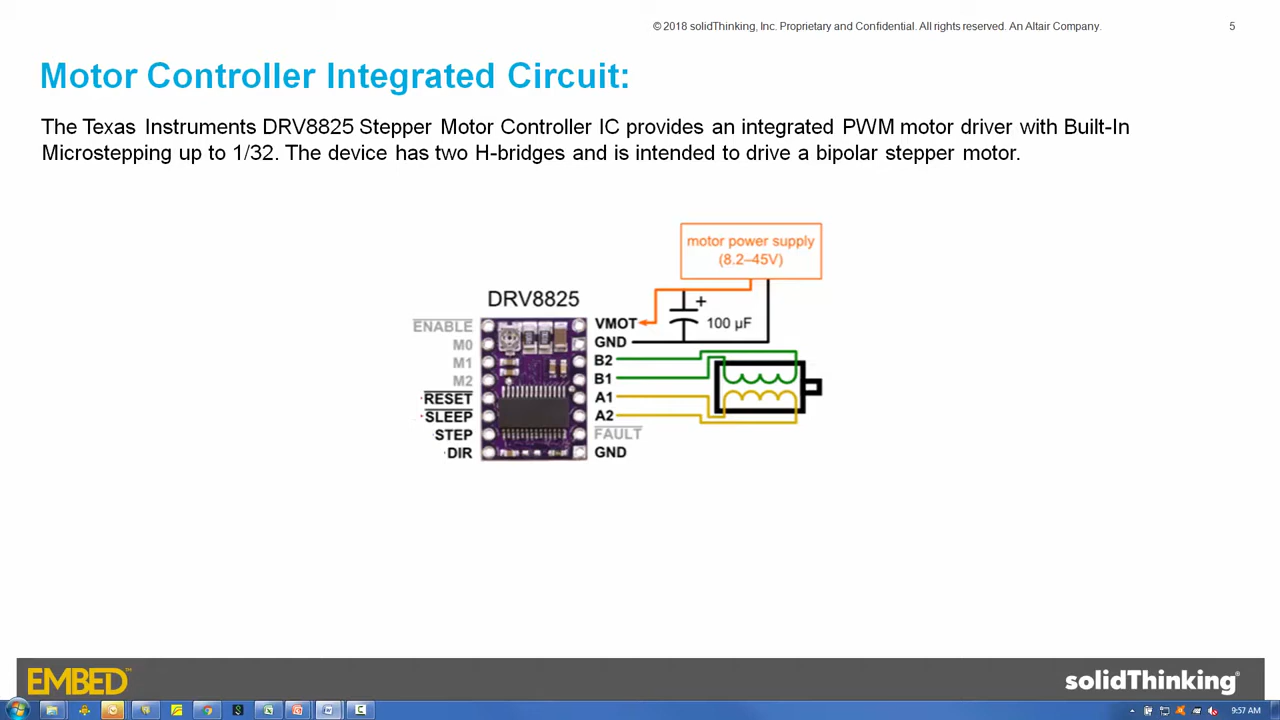 © 2018 solidThinking, Inc. Proprietary and Confidential. All rights reserved. An Altair Company.
5
Motor Controller Integrated Circuit:
The Texas Instruments DRV8825 Stepper Motor Controller IC provides an integrated PWM motor driver with Built-In
Microstepping up to 1/32. The device has two H-bridges and is intended to drive a bipolar stepper motor.
motor power supply
(8.2–45V)
DRV8825
+
100 µF
ENABLE
M0
M1
M2
RESET
SLEEP
STEP
DIR
VMOT
GND
B2
B1
A1
A2
FAULT
GND
EMBED™
solidThinking
9:57 AM